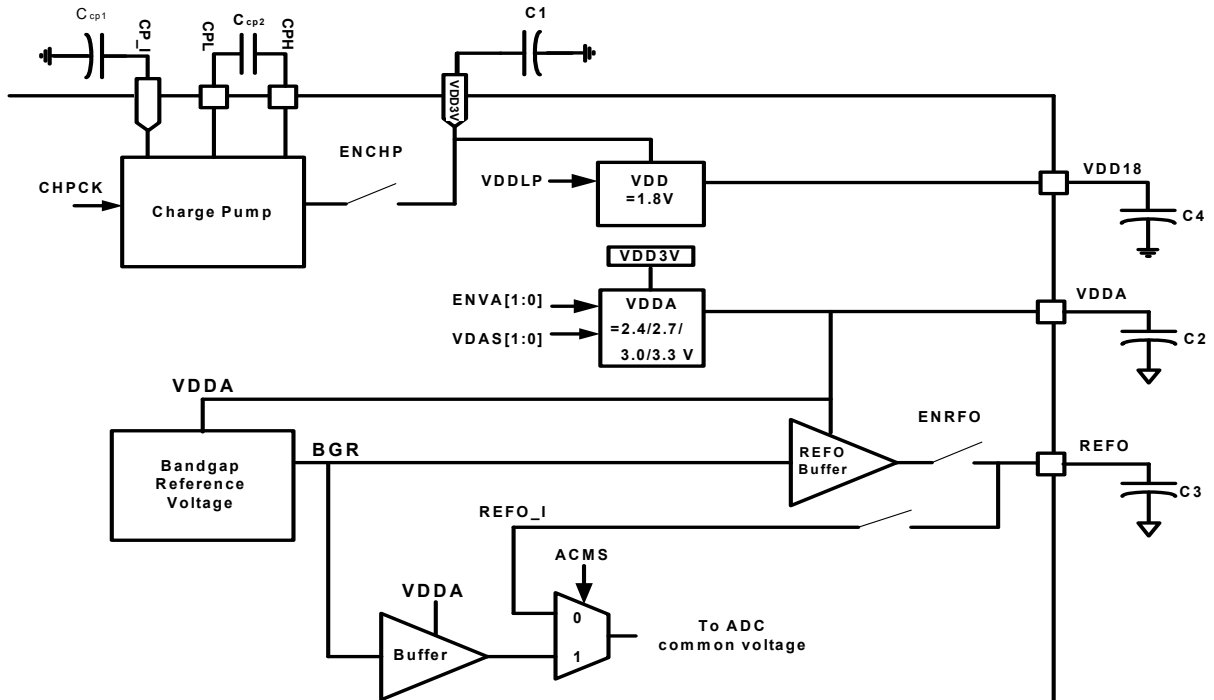 Ccp1
CP_I
CPL
Ccp2
CPH
C1
VDD3V
ENCHP
CHPCK
Charge Pump
VDDLP
VDD
=1.8V
VDD18
C4
VDD3V
ENVA[1:0]
VDAS[1:0]
VDDA
=2.4/2.7/
3.0/3.3 V
VDDA
C2
VDDA
Bandgap
Reference
Voltage
BGR
REFO
Buffer
ENRFO
REFO
C3
REFO_I
ACMS
VDDA
Buffer
0
1
To ADC
common voltage